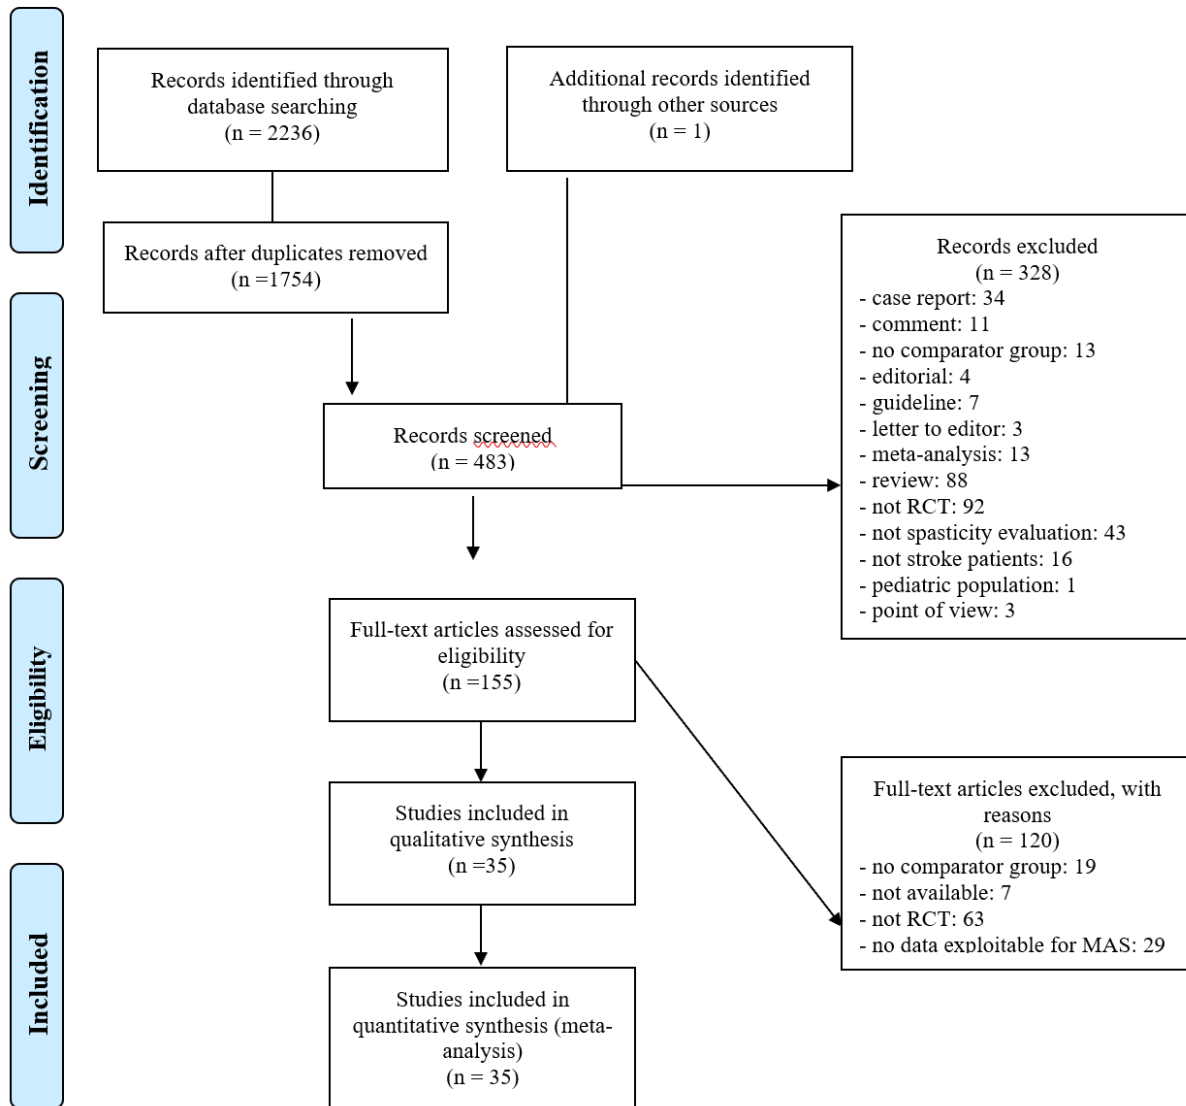 Identification
Records identified through
database searching
(n = 2236)
Additional records identified
through other sources
(n = 1)
Records after duplicates removed
(n =1754)
Screening
Records screened
(n = 483)
Records excluded
(n = 328)
- case report: 34
- comment: 11
- no comparator group: 13
- editorial: 4
- guideline: 7
- letter to editor: 3
- meta-analysis: 13
- review: 88
- not RCT: 92
- not spasticity evaluation: 43
- not stroke patients: 16
- pediatric population: 1
- point of view: 3
Eligibility
Full-text articles assessed for
eligibility
(n =155)
Full-text articles excluded, with
reasons
(n = 120)
- no comparator group: 19
- not available: 7
- not RCT: 63
- no data exploitable for MAS: 29
Studies included in
qualitative synthesis
(n =35)
Included
Studies included in
quantitative synthesis (meta-
analysis)
(n = 35)